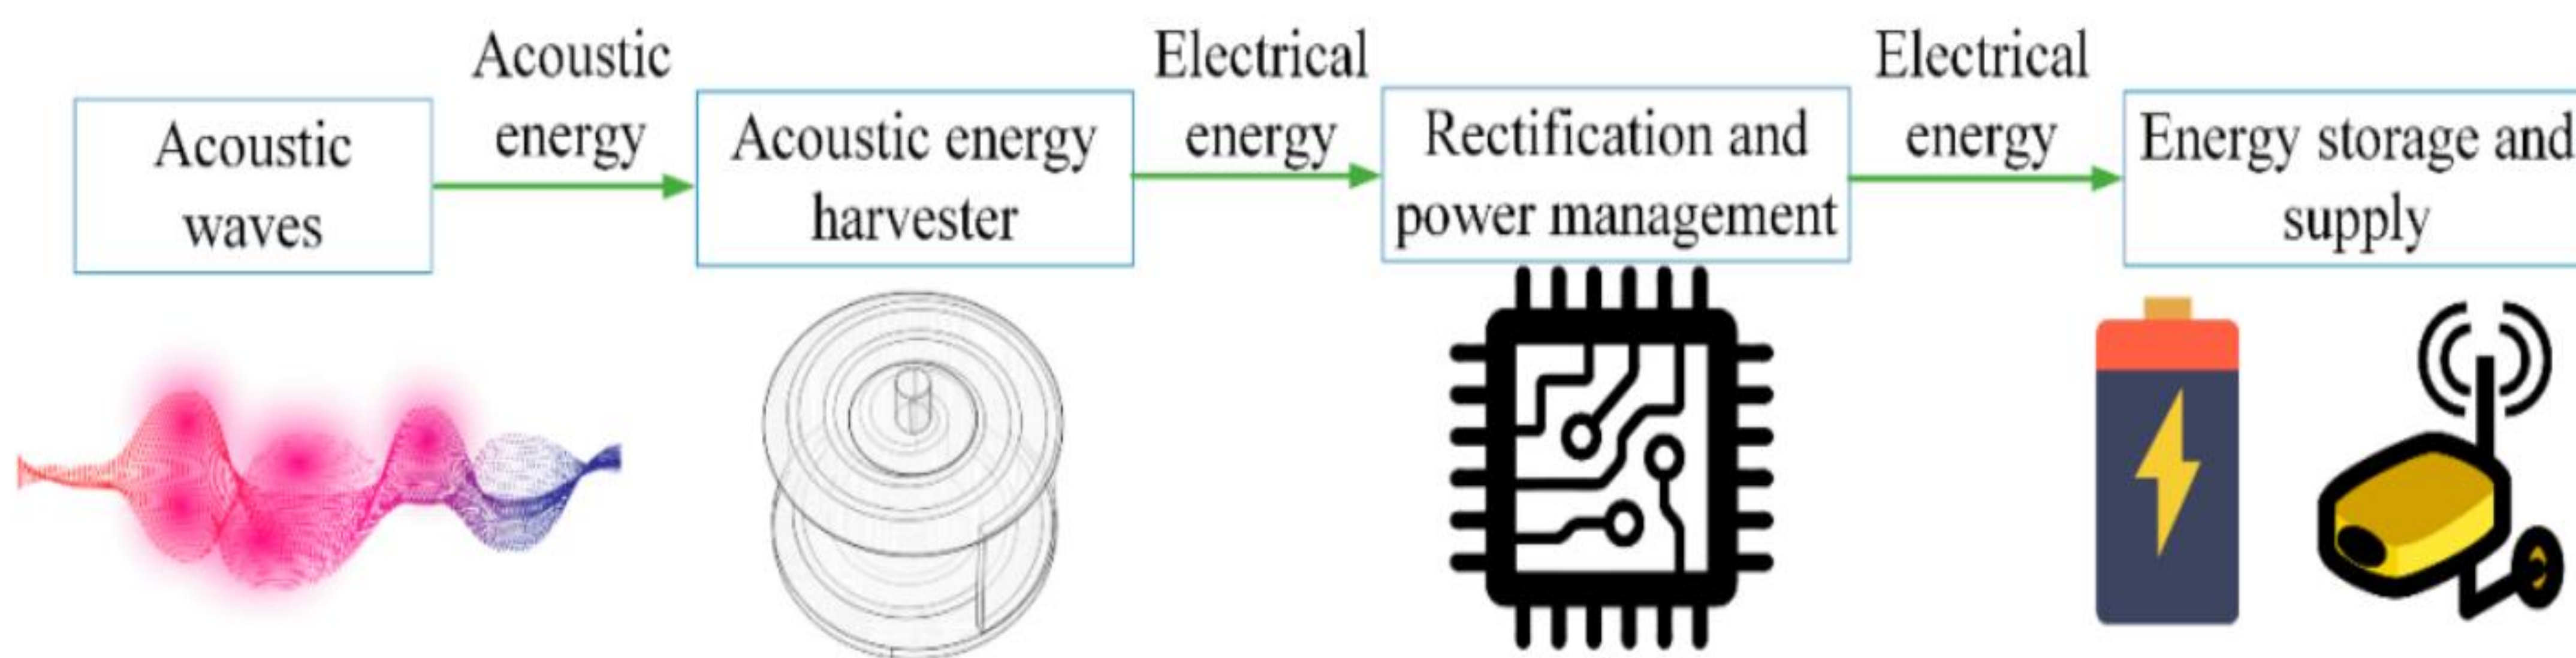 Acoustic
waves
Acoustic
energy
Acoustic energy
harvester
Electrical
energy
Rectification and
power management
Electrical
energy
Energy storage and
supply